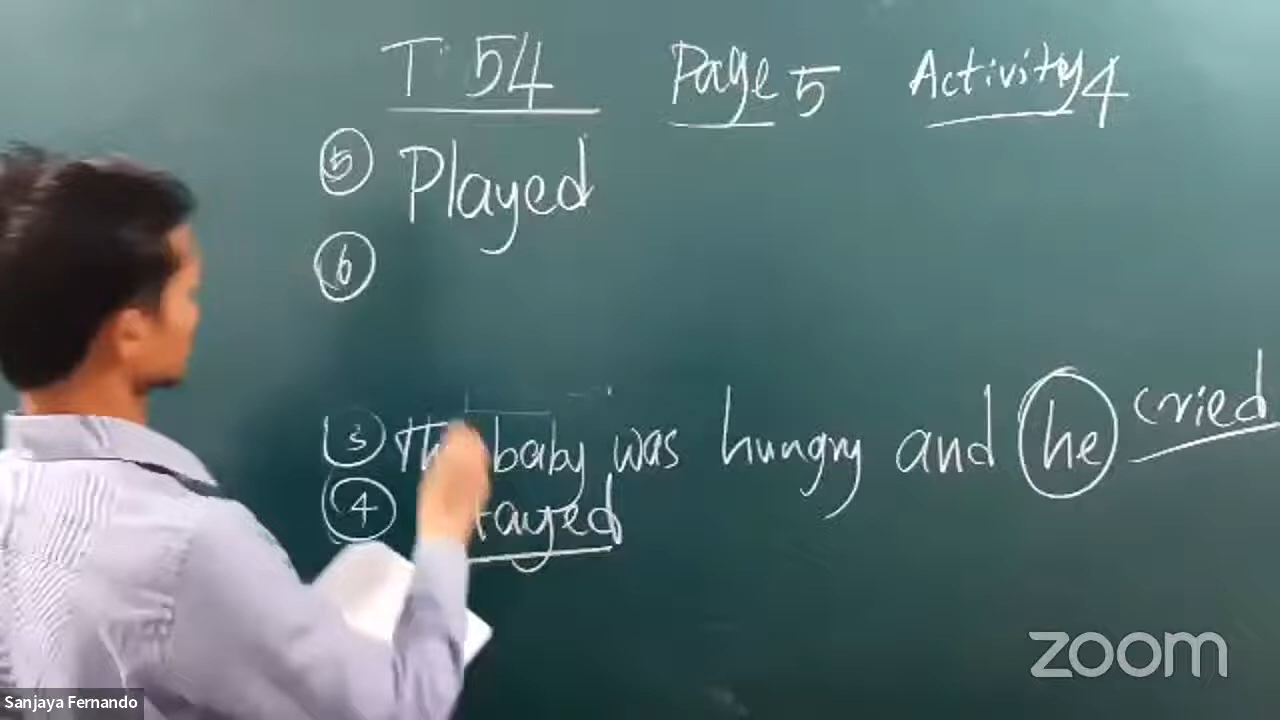 T 54 Page 5 Activity 4
5 Played
6
3 baby was hungry and he cried
4
zoom
Sanjaya Fernando